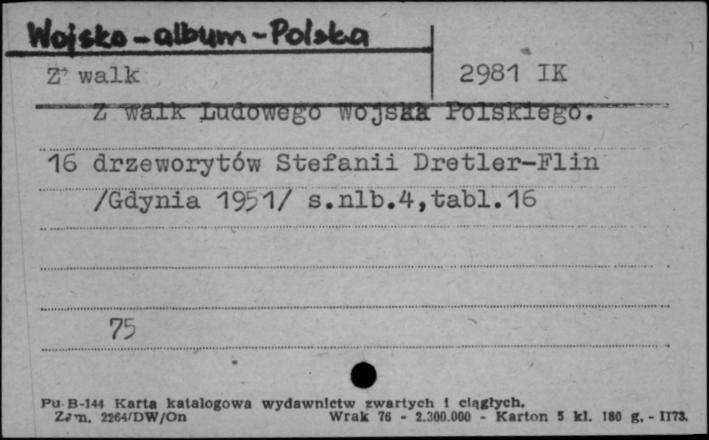 Wojsko - album - Polska
Z walk 2981 IK
Z walk Ludowego Wojska Polskiego.
16 drzeworytów Stefanii Dretler-Flin
/Gdynia 1951/ s.nlb.4,tabl.16
75
Pu B-144 Karta katalogowa wydawnictw zwartych i ciągłych.
Zam. 2264/DW/On Wrak 76 - 2.300.000 - Karton 5 kl. 180 g. - II73.